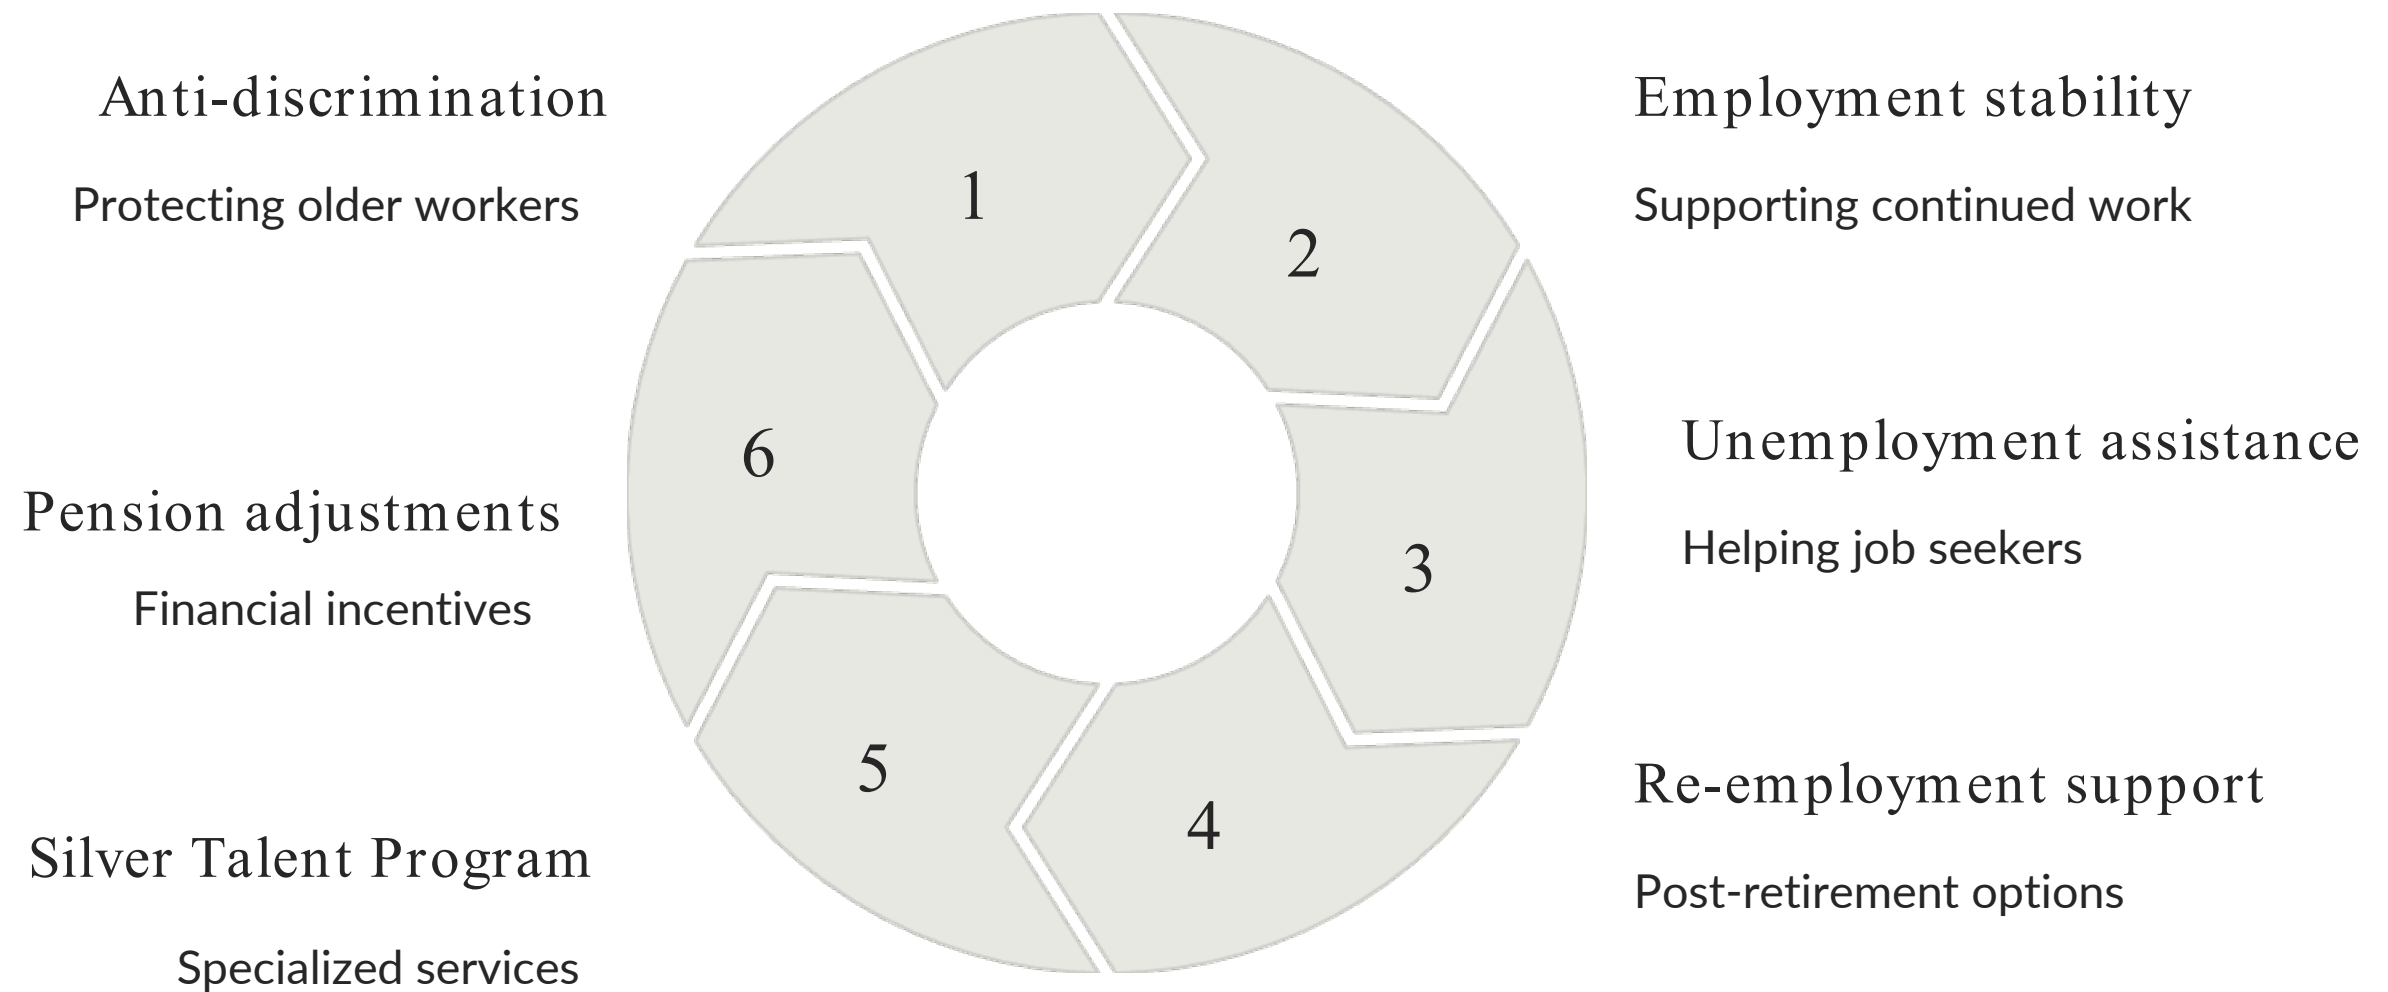 1
Anti-discrimination
Protecting older workers
2
Employment stability
Supporting continued work
3
Unemployment assistance
Helping job seekers
4
Re-employment support
Post-retirement options
5
Silver Talent Program
Specialized services
6
Pension adjustments
Financial incentives